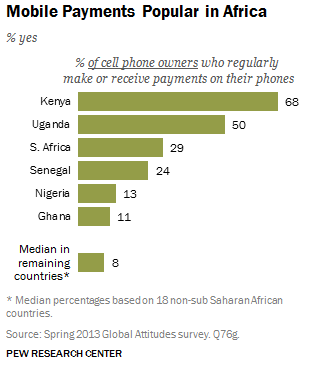 Mobile Payments Popular in Africa
% yes
% of cell phone owners who regularly
make or receive payments on their phones
Kenya 68
Uganda 50
S. Africa 29
Senegal 24
Nigeria 13
Ghana 11
Median in
remaining
countries* 8
* Median percentages based on 18 non-sub Saharan African
countries.
Source: Spring 2013 Global Attitudes survey. Q76g.
PEW RESEARCH CENTER